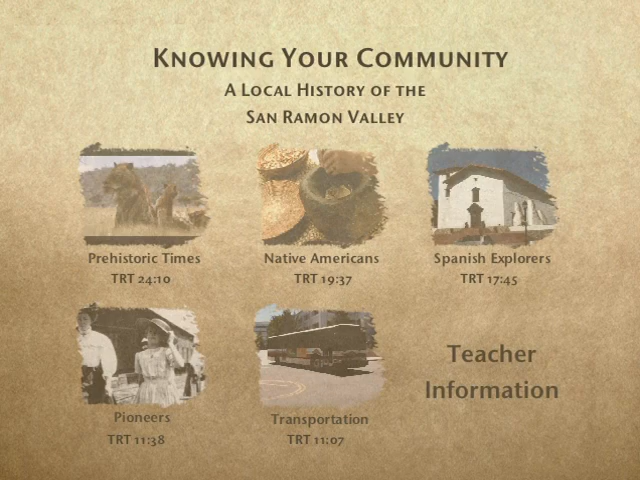 Knowing Your Community
A Local History of the
San Ramon Valley
Prehistoric Times
TRT 24:10
Native Americans
TRT 19:37
Spanish Explorers
TRT 17:45
Pioneers
TRT 11:38
Transportation
TRT 11:07
Teacher
Information